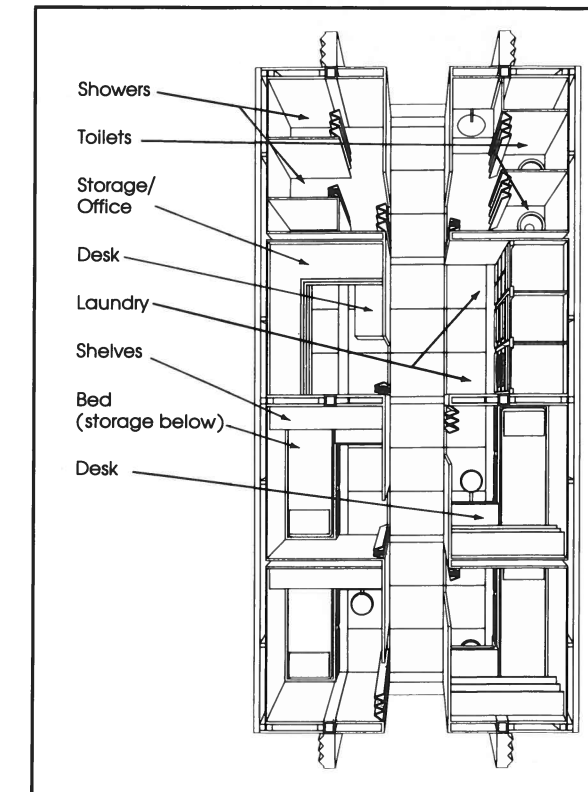 Showers
Toilets
Storage/
Office
Desk
Laundry
Shelves
Bed
(storage below)
Desk